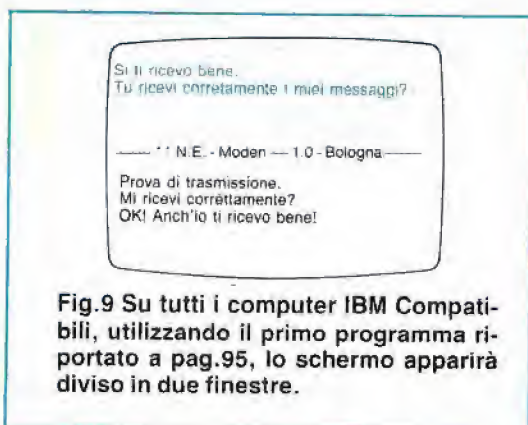 Si ti ricevo bene.
Tu ricevi corretamente i miei messaggi?
N.E. - Moden — 1.0 - Bologna
Prova di trasmissione.
Mi ricevi correttamente?
OK! Anch'io ti ricevo bene!
Fig.9 Su tutti i computer IBM Compati-
bili, utilizzando il primo programma ri-
portato a pag.95, lo schermo apparirà
diviso in due finestre.